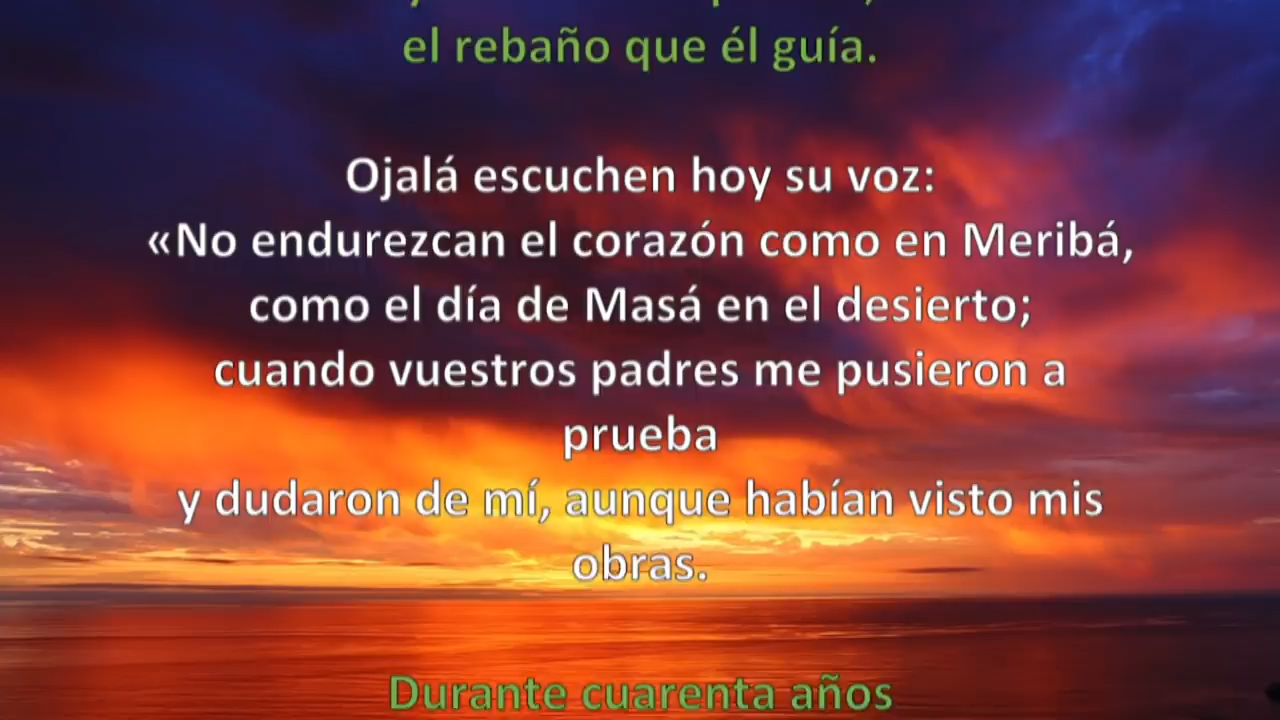 el rebaño que él guía.
Ojalá escuchen hoy su voz:
«No endurezcan el corazón como en Meribá,
como el día de Masá en el desierto;
cuando vuestros padres me pusieron a
prueba
y dudaron de mí, aunque habían visto mis
obras.
Durante cuarenta años